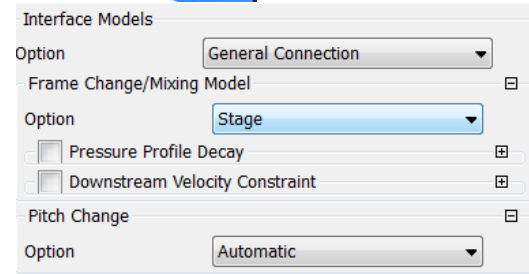 Interface Models
Option General Connection
Frame Change/Mixing Model
Option Stage
Pressure Profile Decay
Downstream Velocity Constraint
Pitch Change
Option Automatic